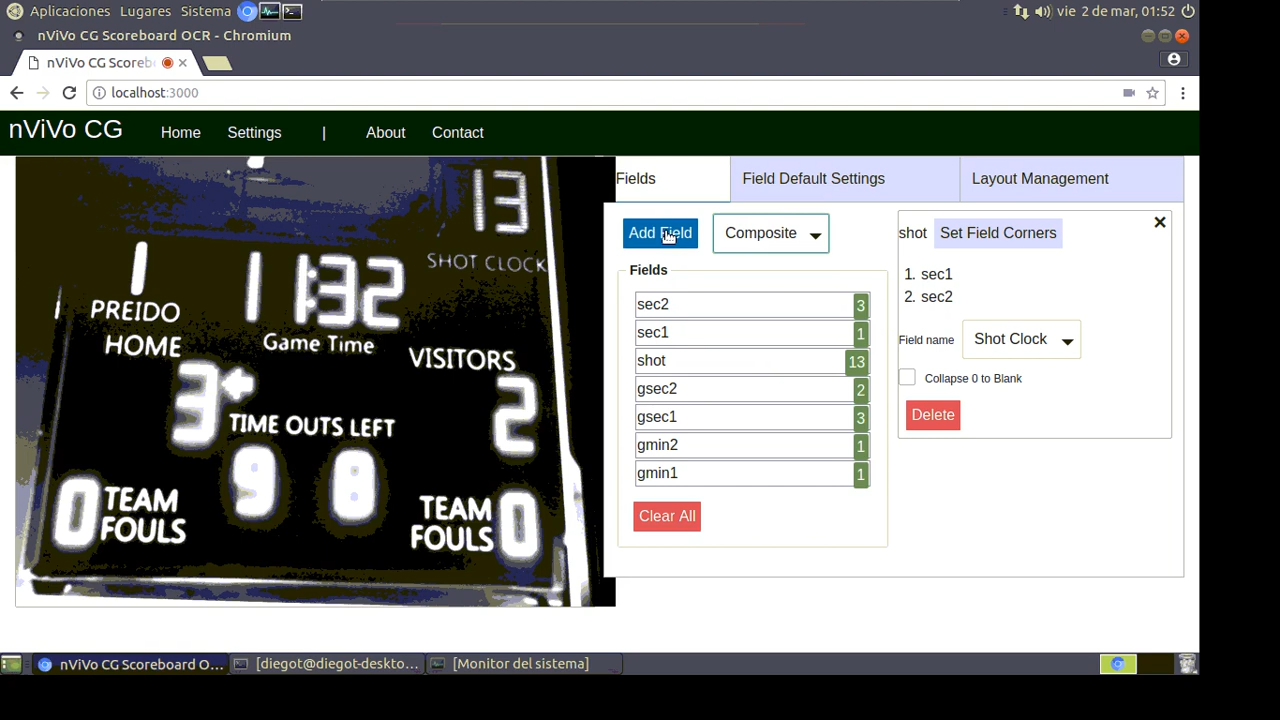 Aplicaciones Lugares Sistema vie 2 de mar, 01:52
nViVo CG Scoreboard OCR - Chromium
nViVo CG Scoreb
localhost:3000
nViVo CG Home Settings | About Contact
13
SHOT CLOCK
1 11:32
PREIDO
Game Time
HOME
VISITORS
3
2
TIME OUTS LEFT
9 8
0 TEAM FOULS
TEAM FOULS 0
Fields Field Default Settings Layout Management
Add Field Composite
Fields
sec2 3
sec1 1
shot 13
gsec2 2
gsec1 3
gmin2 1
gmin1 1
Clear All
shot Set Field Corners
1. sec1
2. sec2
Field name Shot Clock
Collapse 0 to Blank
Delete
nViVo CG Scoreboard O... [diegot@diegot-deskto... [Monitor del sistema]